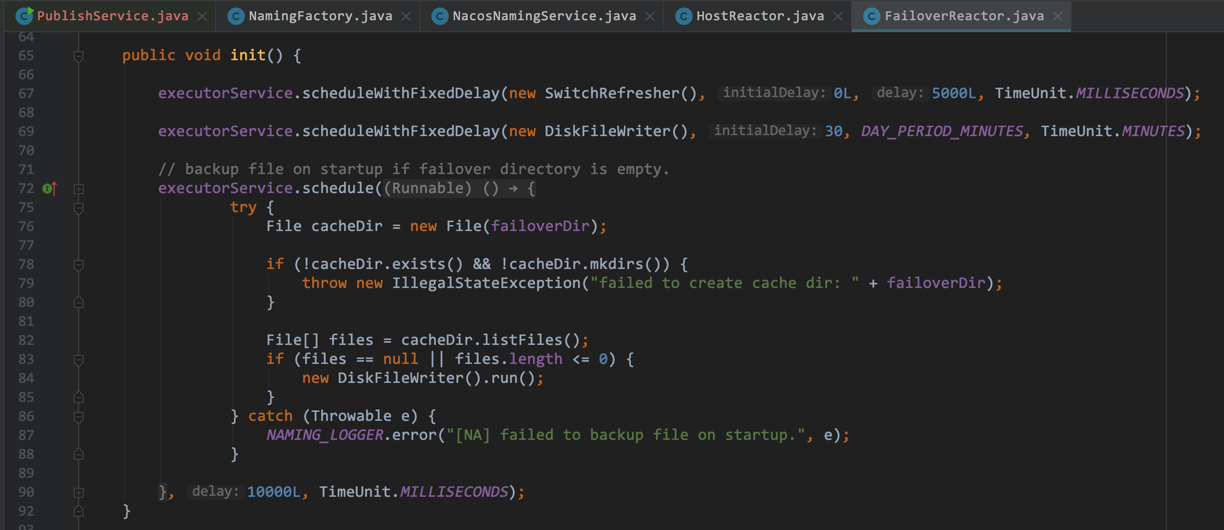 PublishService.java NamingFactory.java NacosNamingService.java HostReactor.java FailoverReactor.java
64
65 public void init() {
66
67 executorService.scheduleWithFixedDelay(new SwitchRefresher(), initialDelay: 0L, delay: 5000L, TimeUnit.MILLISECONDS);
68
69 executorService.scheduleWithFixedDelay(new DiskFileWriter(), initialDelay: 30, DAY_PERIOD_MINUTES, TimeUnit.MINUTES);
70
71 // backup file on startup if failover directory is empty.
72 executorService.schedule((Runnable) () → {
75 try {
76 File cacheDir = new File(failoverDir);
77
78 if (!cacheDir.exists() && !cacheDir.mkdirs()) {
79 throw new IllegalStateException("failed to create cache dir: " + failoverDir);
80 }
81
82 File[] files = cacheDir.listFiles();
83 if (files == null || files.length <= 0) {
84 new DiskFileWriter().run();
85 }
86 } catch (Throwable e) {
87 NAMING_LOGGER.error("[NA] failed to backup file on startup.", e);
88 }
89
90 }, delay: 10000L, TimeUnit.MILLISECONDS);
92 }
93